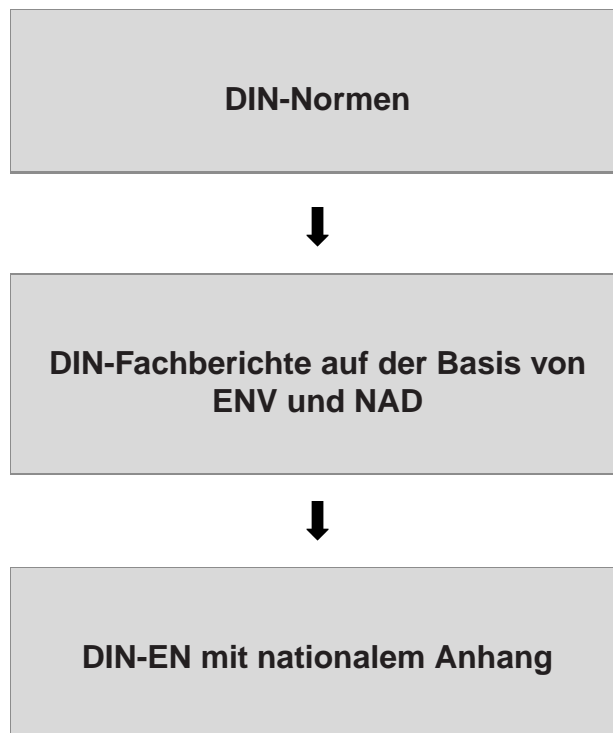 DIN-Normen
DIN-Fachberichte auf der Basis von
ENV und NAD
DIN-EN mit nationalem Anhang